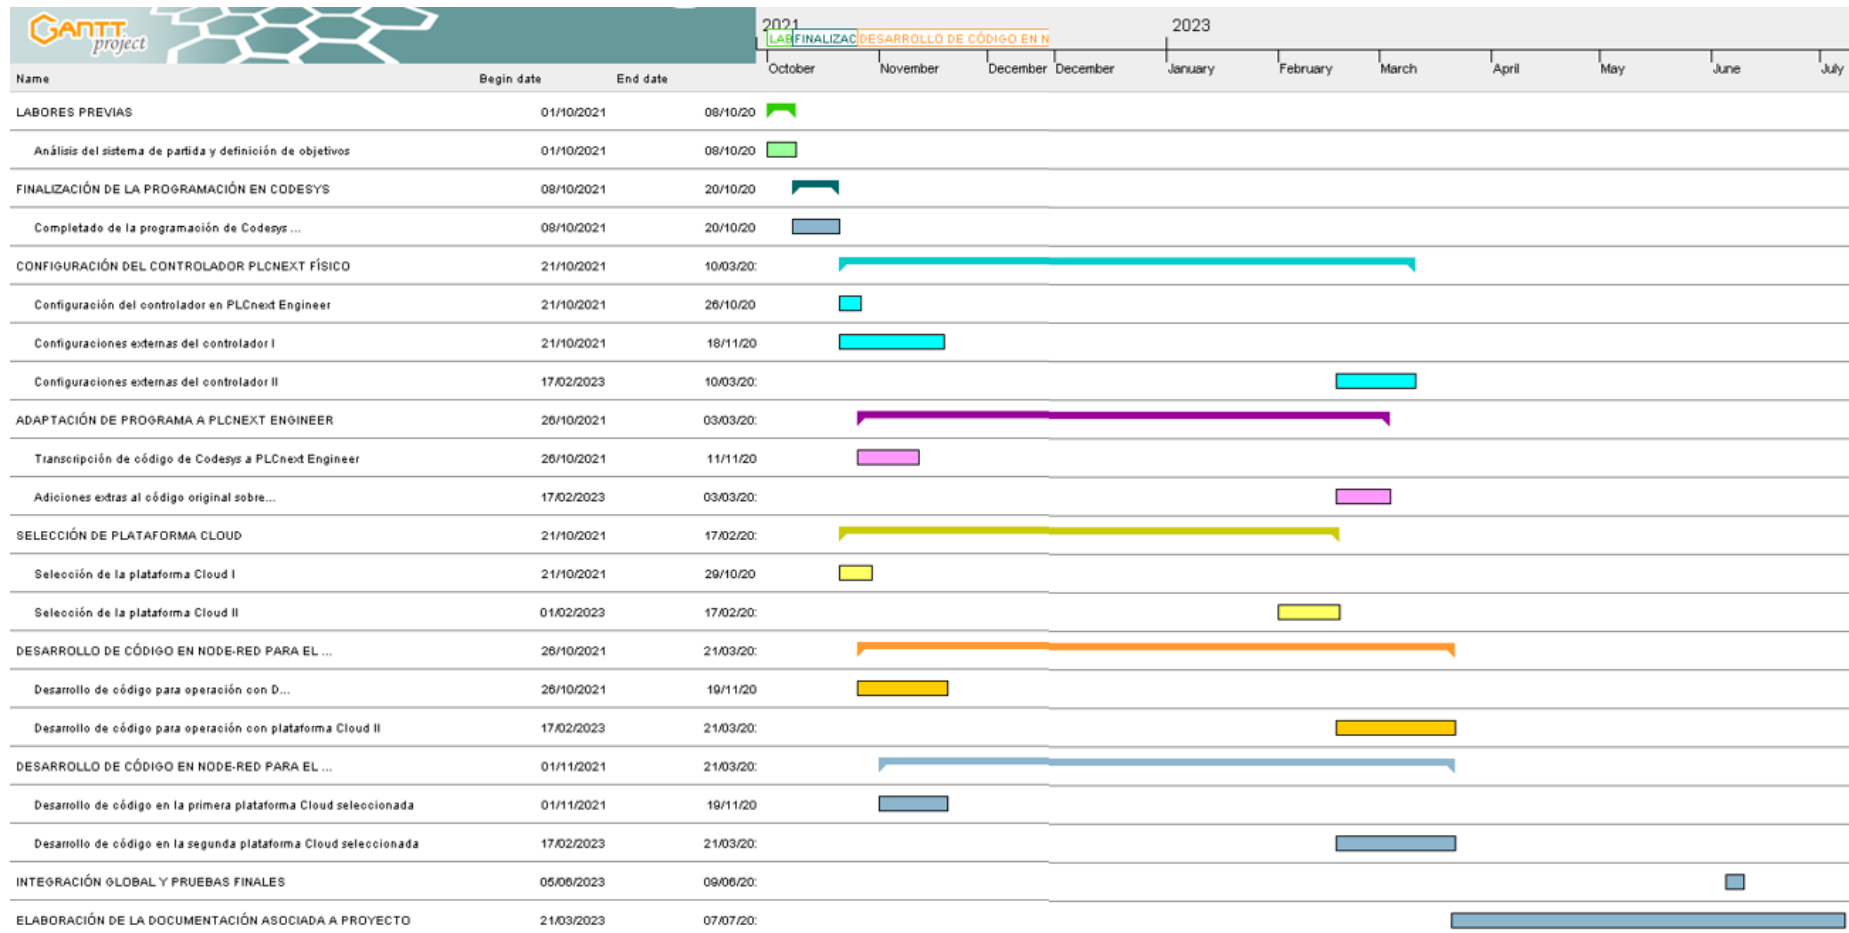 GANTT project
2021 2023
LAB FINALIZAC DESARROLLO DE CÓDIGO EN N
October November December December January February March April May June July
Name Begin date End date
LABORES PREVIAS 01/10/2021 08/10/20
Análisis del sistema de partida y definición de objetivos 01/10/2021 08/10/20
FINALIZACIÓN DE LA PROGRAMACIÓN EN CODESYS 08/10/2021 20/10/20
Completado de la programación de Codesys ... 08/10/2021 20/10/20
CONFIGURACIÓN DEL CONTROLADOR PLCNEXT FÍSICO 21/10/2021 10/03/20
Configuración del controlador en PLCnext Engineer 21/10/2021 26/10/20
Configuraciones externas del controlador I 21/10/2021 18/11/20
Configuraciones externas del controlador II 17/02/2023 10/03/20
ADAPTACIÓN DE PROGRAMA A PLCNEXT ENGINEER 26/10/2021 03/03/20
Transcripción de código de Codesys a PLCnext Engineer 26/10/2021 11/11/20
Adiciones extras al código original sobre... 17/02/2023 03/03/20
SELECCIÓN DE PLATAFORMA CLOUD 21/10/2021 17/02/20
Selección de la plataforma Cloud I 21/10/2021 29/10/20
Selección de la plataforma Cloud II 01/02/2023 17/02/20
DESARROLLO DE CÓDIGO EN NODE-RED PARA EL ... 26/10/2021 21/03/20
Desarrollo de código para operación con D... 26/10/2021 19/11/20
Desarrollo de código para operación con plataforma Cloud II 17/02/2023 21/03/20
DESARROLLO DE CÓDIGO EN NODE-RED PARA EL ... 01/11/2021 21/03/20
Desarrollo de código en la primera plataforma Cloud seleccionada 01/11/2021 19/11/20
Desarrollo de código en la segunda plataforma Cloud seleccionada 17/02/2023 21/03/20
INTEGRACIÓN GLOBAL Y PRUEBAS FINALES 05/06/2023 09/06/20
ELABORACIÓN DE LA DOCUMENTACIÓN ASOCIADA A PROYECTO 21/03/2023 07/07/20